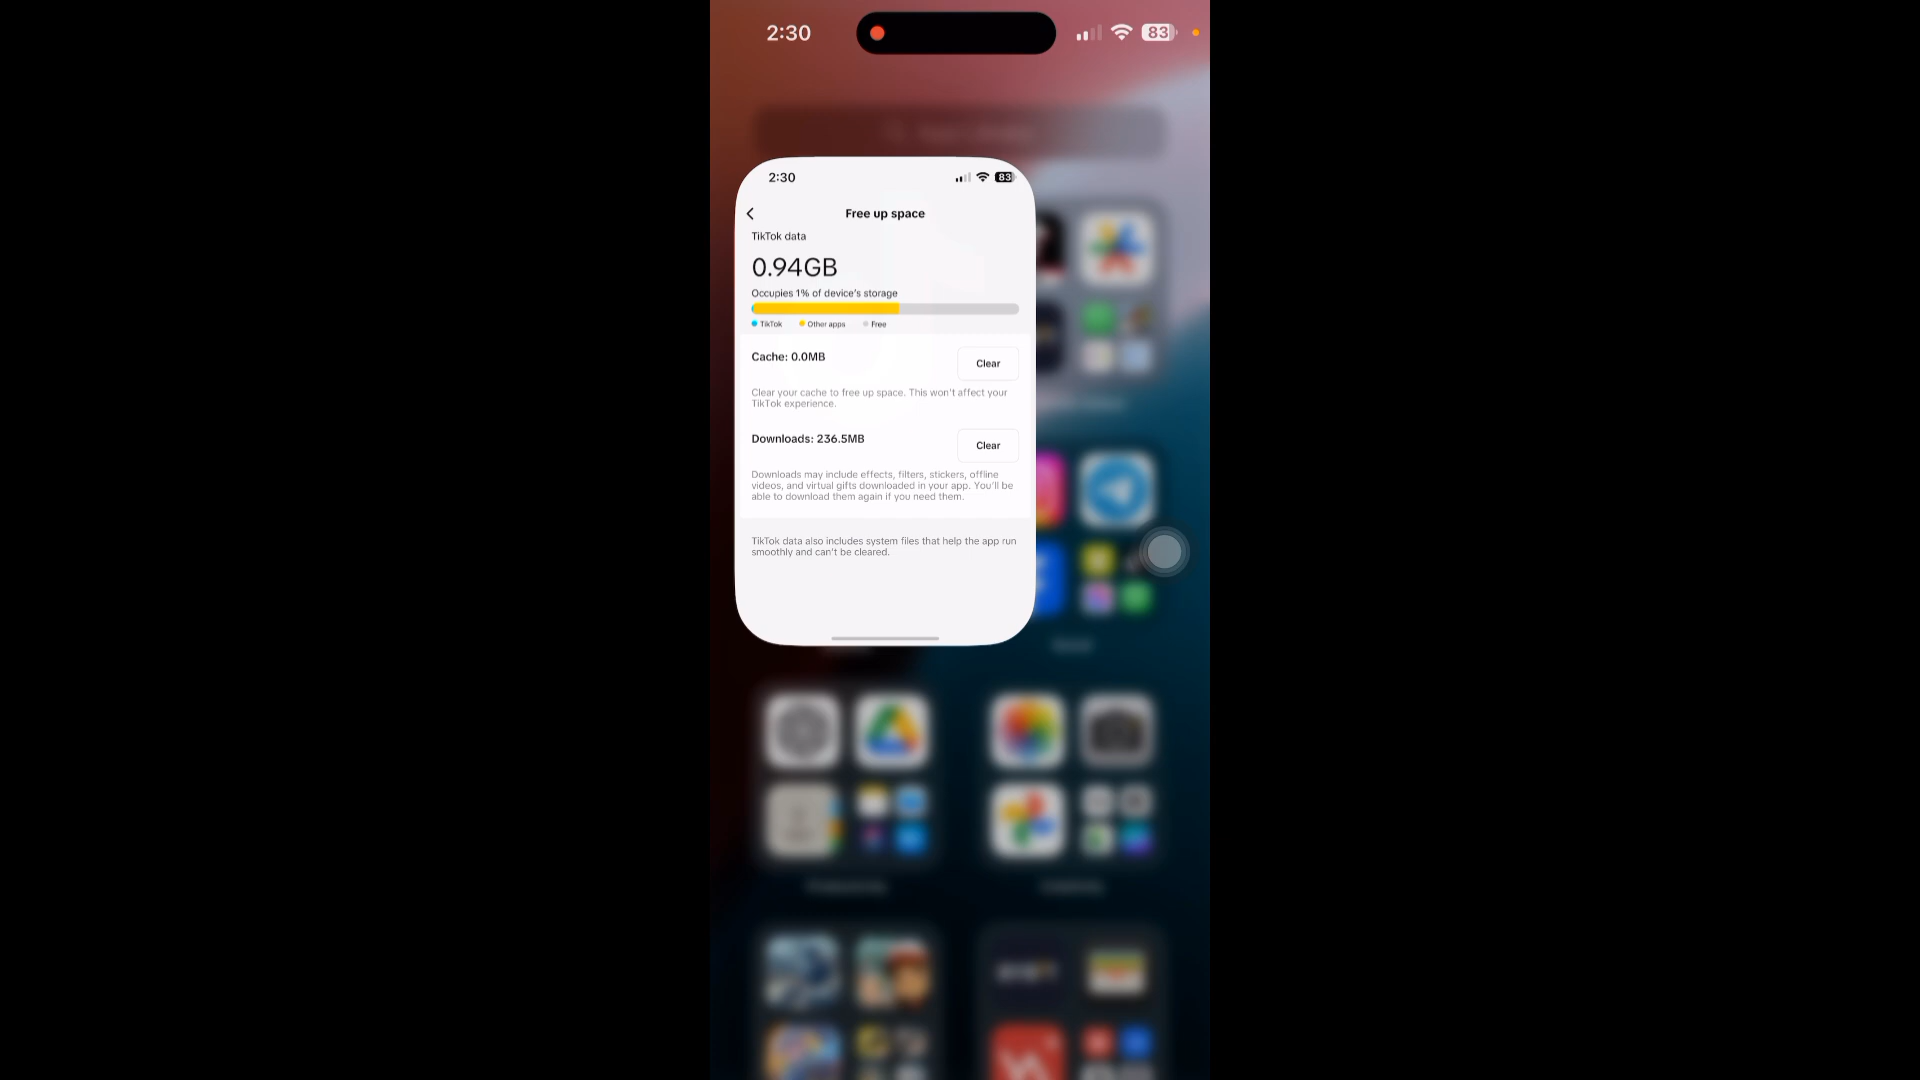 2:30
83
2:30
83
Free up space
TikTok data
0.94GB
Occupies 1% of device's storage
TikTok Other apps Free
Cache: 0.0MB
Clear
Clear your cache to free up space. This won't affect your
TikTok experience.
Downloads: 236.5MB
Clear
Downloads may include effects, filters, stickers, offline
videos, and virtual gifts downloaded in your app. You'll be
able to download them again if you need them.
TikTok data also includes system files that help the app run
smoothly and can't be cleared.